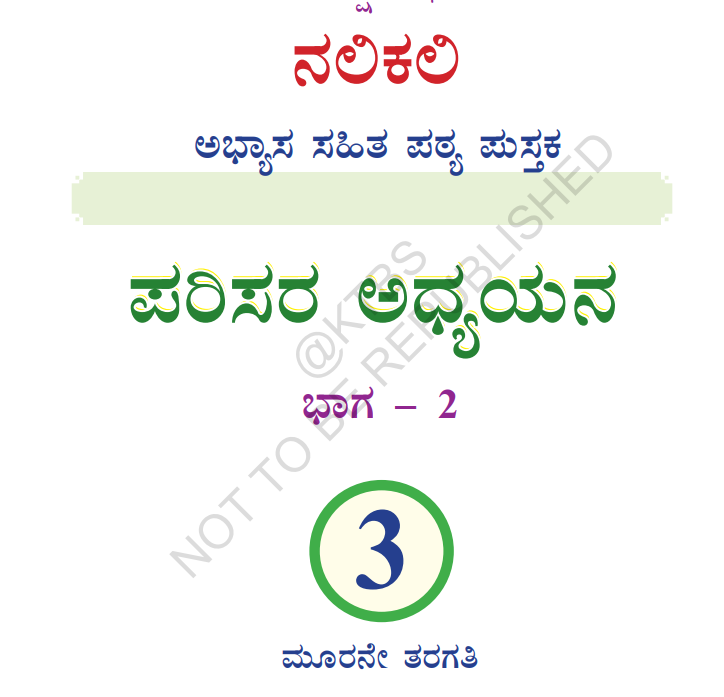 ನಲಿಕಲಿ
ಅಭ್ಯಾಸ ಸಹಿತ ಪಠ್ಯ ಪುಸ್ತಕ
ಪರಿಸರ ಅಧ್ಯಯನ
ಭಾಗ – 2
3
ಮೂರನೇ ತರಗತಿ
@KTBS
NOT TO BE REPUBLISHED